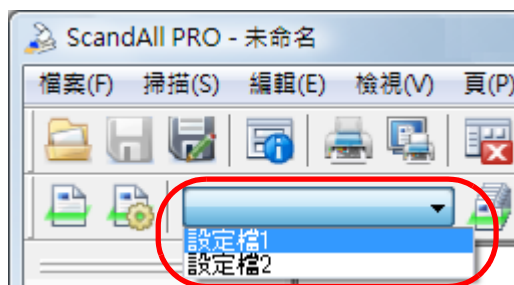 ScandAll PRO - 未命名
檔案(F) 掃描(S) 編輯(E) 檢視(V) 頁(P)
設定檔1
設定檔2